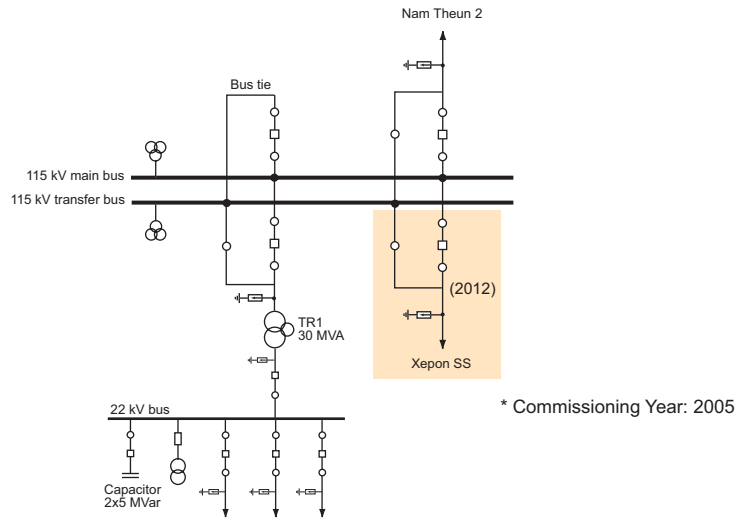 Nam Theun 2
Bus tie
115 kV main bus
115 kV transfer bus
(2012)
TR1
30 MVA
Xepon SS
22 kV bus
* Commissioning Year: 2005
Capacitor
2x5 MVar